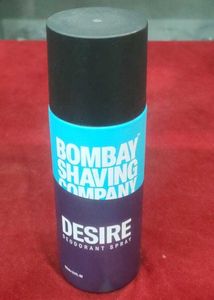 BOMBAY
SHAVING
COMPANY
DESIRE
DEODORANT SPRAY